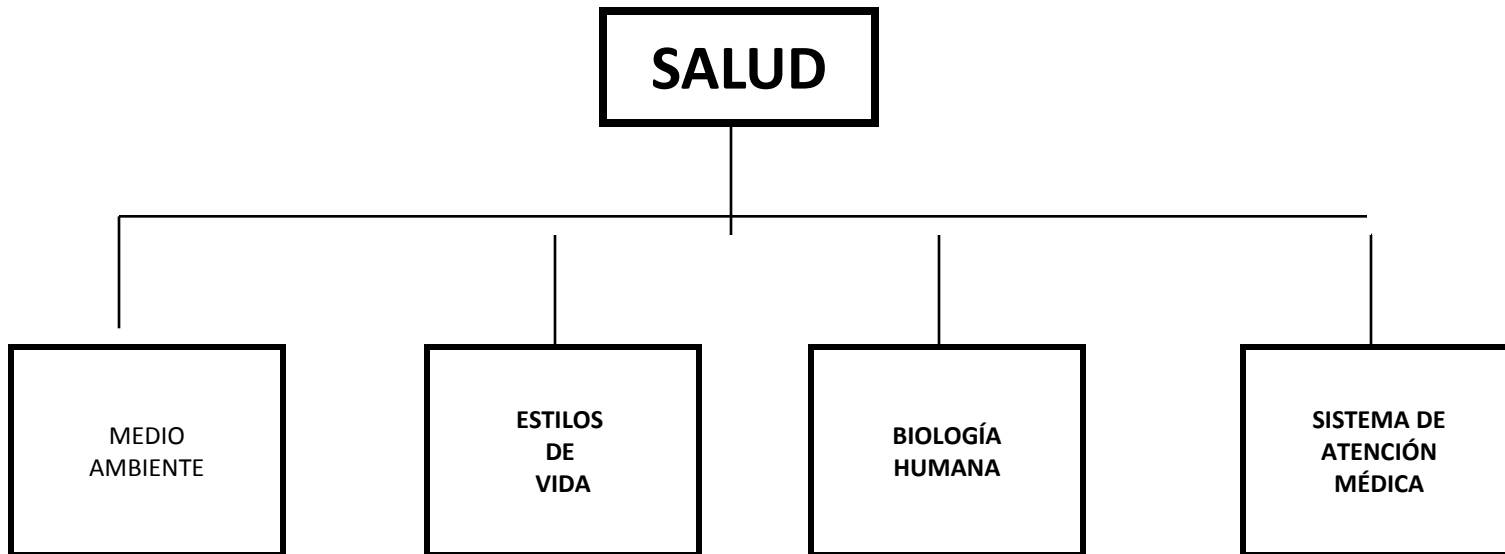 SALUD
MEDIO
AMBIENTE
ESTILOS
DE
VIDA
BIOLOGÍA
HUMANA
SISTEMA DE
ATENCIÓN
MÉDICA